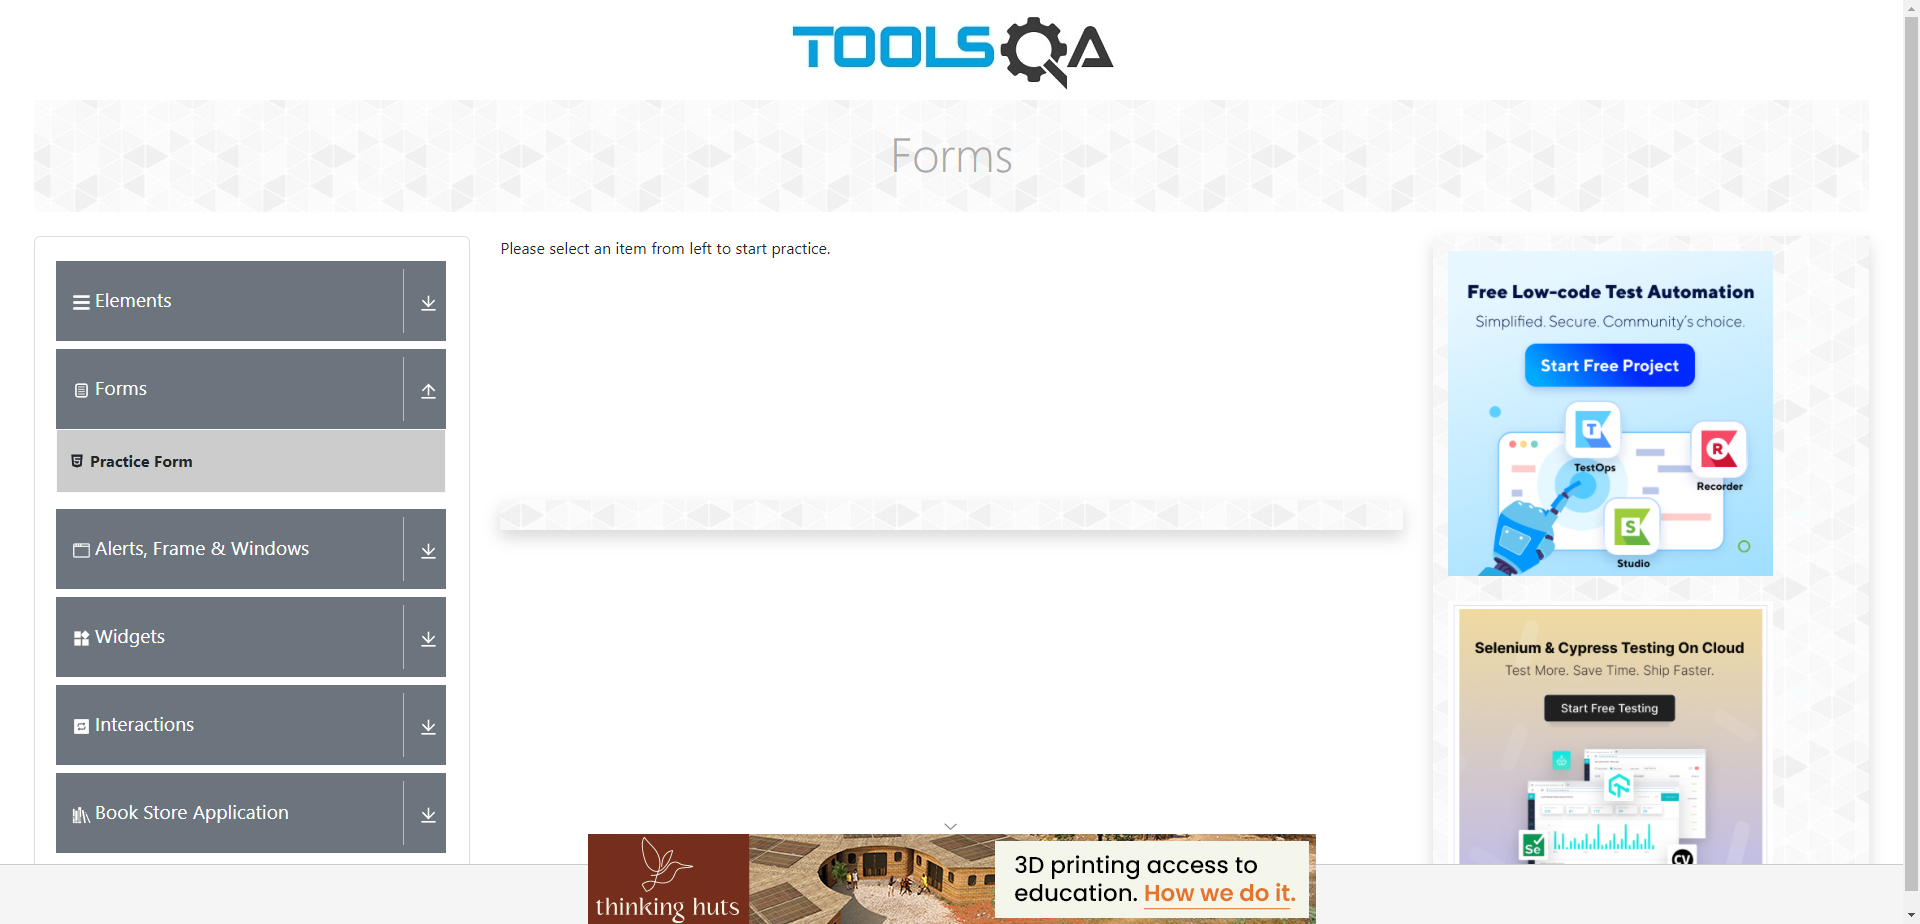 TOOLSQA
Forms
Elements
Forms
Practice Form
Alerts, Frame & Windows
Widgets
Interactions
Book Store Application
Please select an item from left to start practice.
Free Low-code Test Automation
Simplified. Secure. Community's choice.
Start Free Project
TestOps
Recorder
Studio
Selenium & Cypress Testing On Cloud
Test More. Save Time. Ship Faster.
Start Free Testing
Se
CV
thinking huts
3D printing access to
education. How we do it.